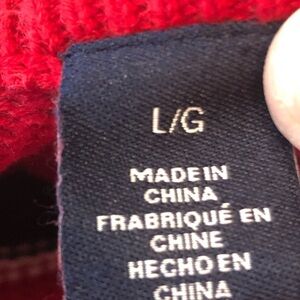 L/G
MADE IN
CHINA
FRABRIQUÉ EN
CHINE
HECHO EN
CHINA